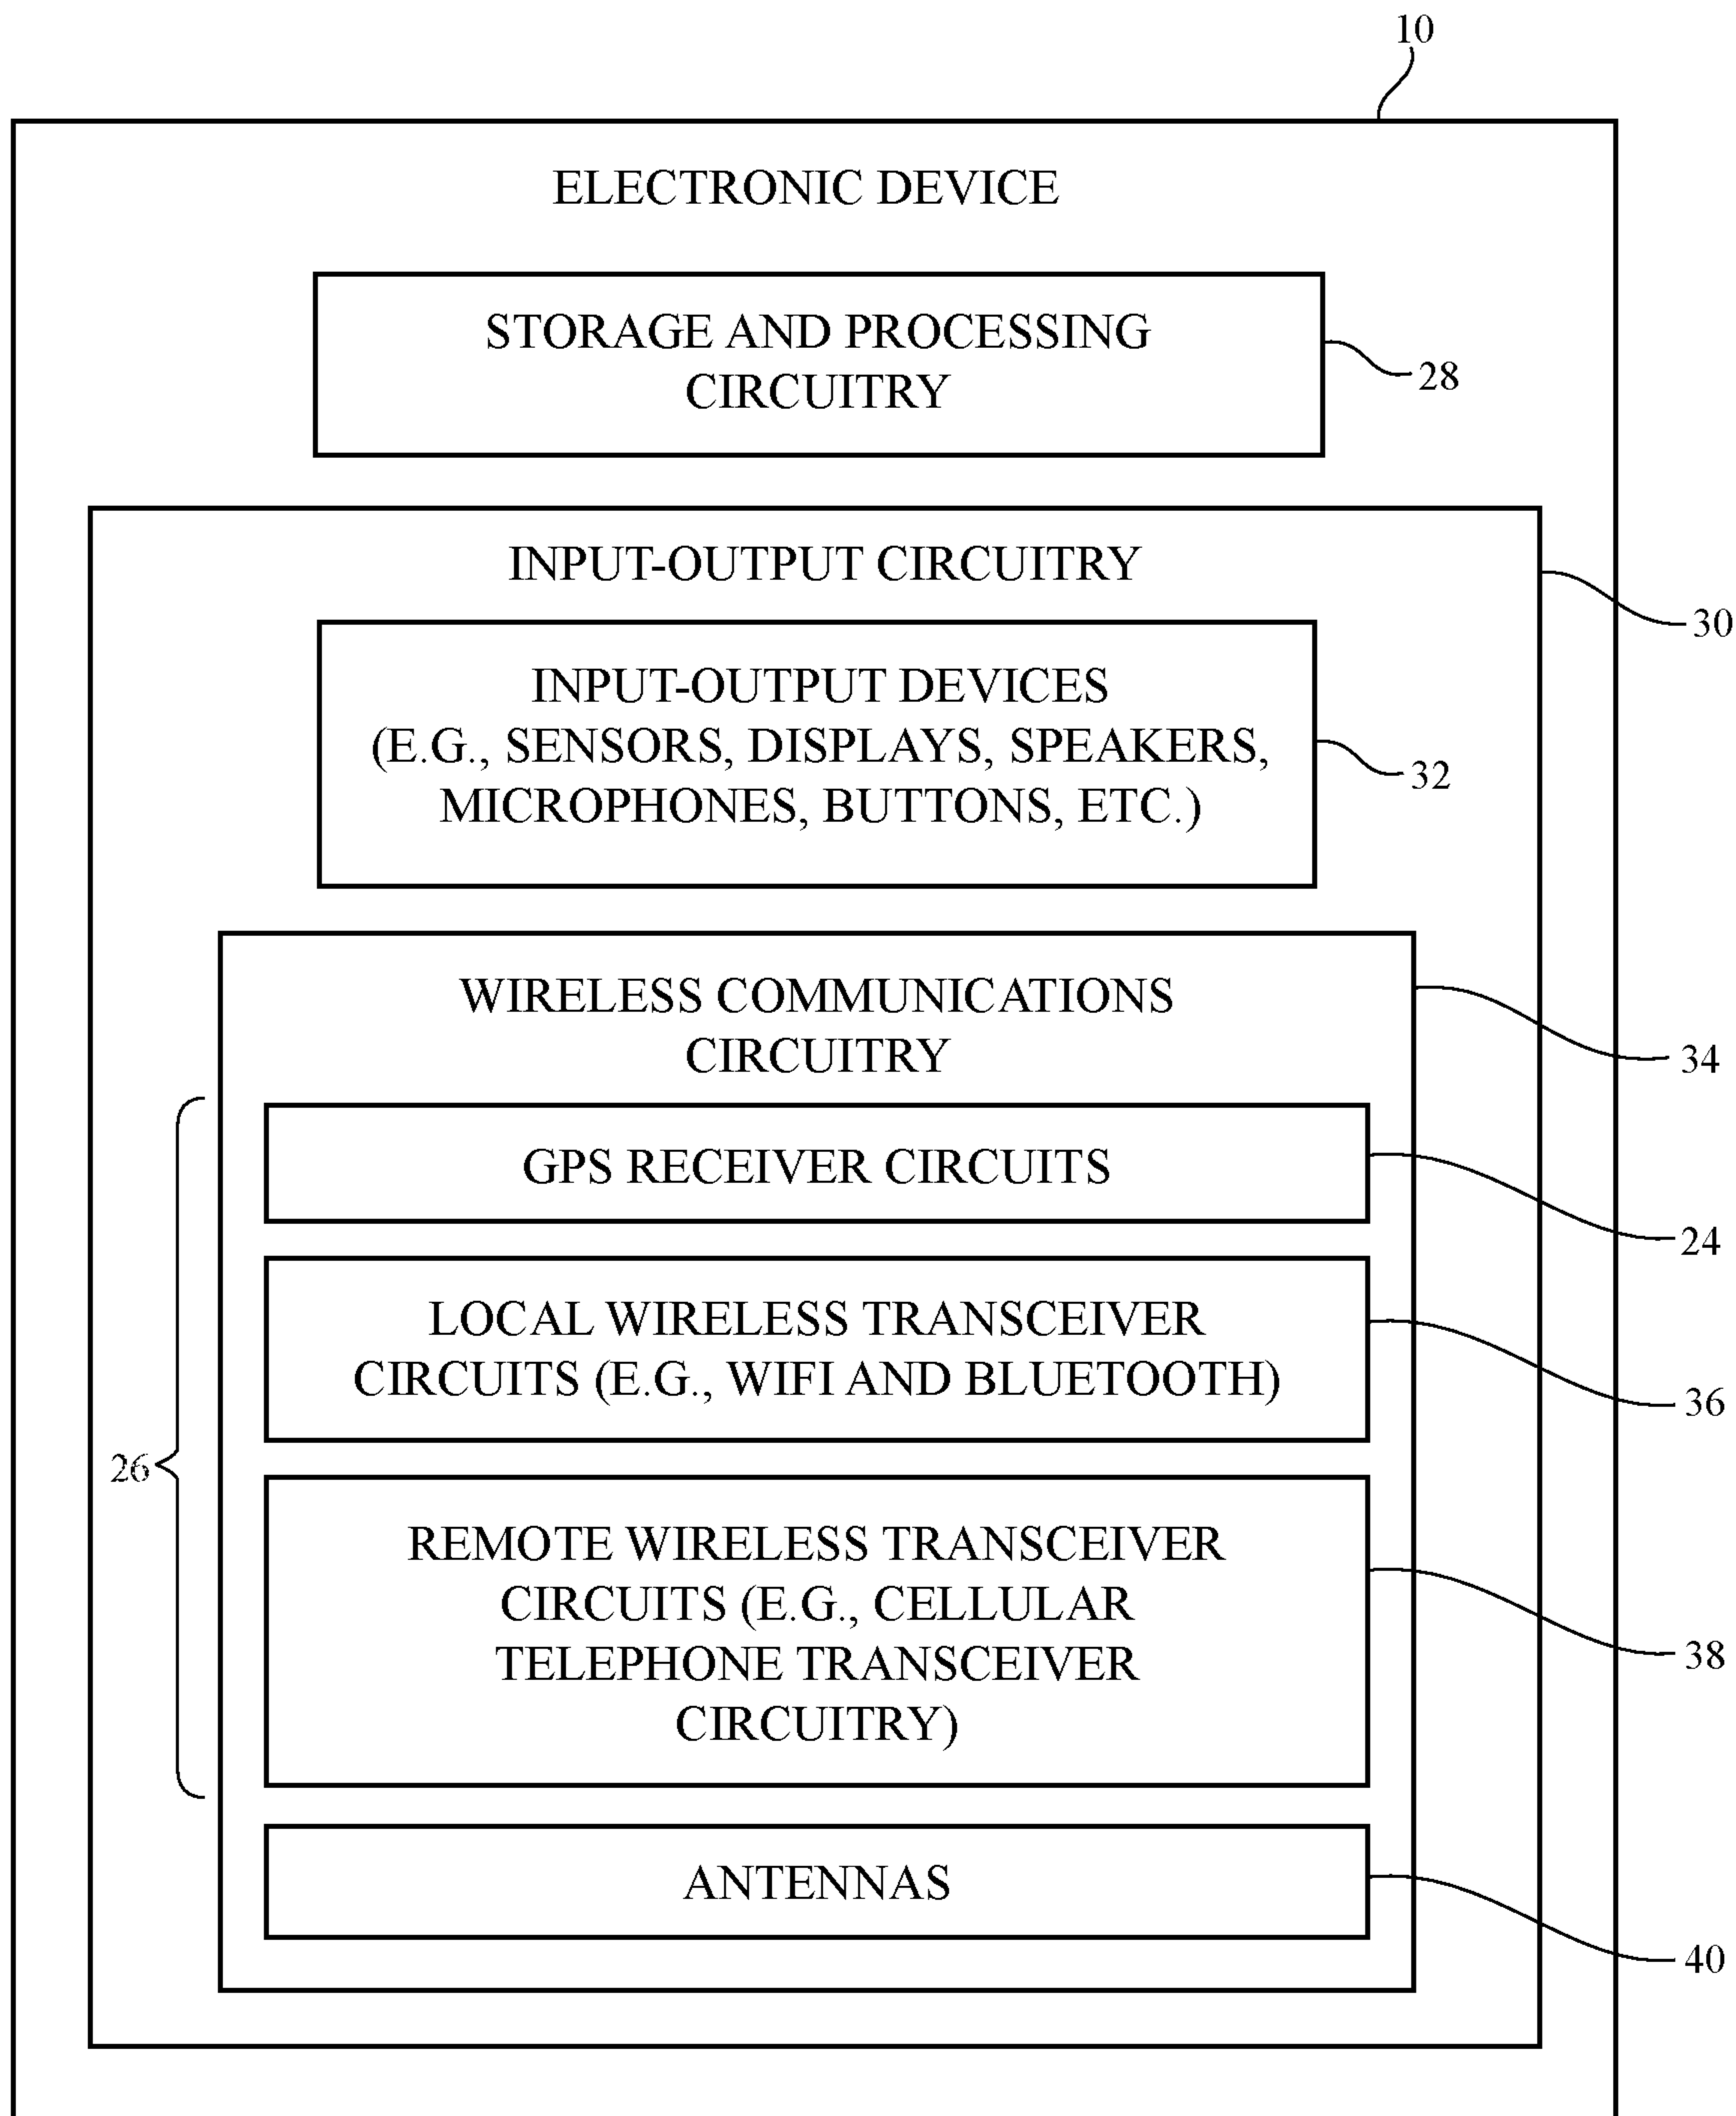 10
ELECTRONIC DEVICE
STORAGE AND PROCESSING
CIRCUITRY
28
INPUT-OUTPUT CIRCUITRY
30
INPUT-OUTPUT DEVICES
(E.G., SENSORS, DISPLAYS, SPEAKERS,
MICROPHONES, BUTTONS, ETC.)
32
WIRELESS COMMUNICATIONS
CIRCUITRY
34
GPS RECEIVER CIRCUITS
24
LOCAL WIRELESS TRANSCEIVER
CIRCUITS (E.G., WIFI AND BLUETOOTH)
36
26
REMOTE WIRELESS TRANSCEIVER
CIRCUITS (E.G., CELLULAR
TELEPHONE TRANSCEIVER
CIRCUITRY)
38
ANTENNAS
40